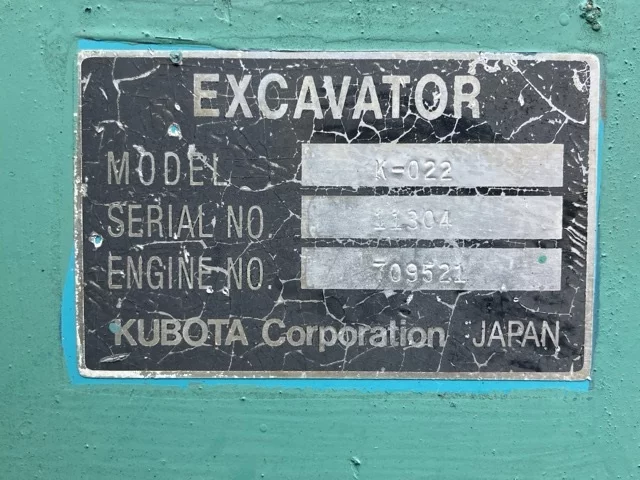 EXCAVATOR
MODEL K-022
SERIAL NO. 11304
ENGINE NO. 709521
KUBOTA Corporation JAPAN